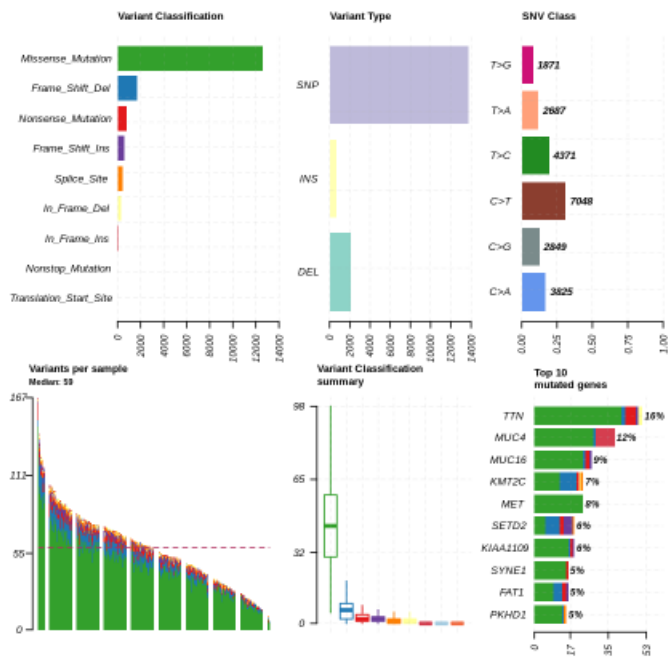 Variant Classification
Missense_Mutation
Frame_Shift_Del
Nonsense_Mutation
Frame_Shift_Ins
Splice_Site
In_Frame_Del
In_Frame_Ins
Nonstop_Mutation
Translation_Start_Site
0 2000 4000 6000 8000 10000 12000 14000
Variant Type
SNP
INS
DEL
0 2000 4000 6000 8000 10000 12000 14000
SNV Class
T>G 1871
T>A 2687
T>C 4371
C>T 7048
C>G 2849
C>A 3825
0.00 0.25 0.50 0.75 1.00
Variants per sample
Median: 59
167
111
55
0
Variant Classification
summary
98
65
32
0
Top 10
mutated genes
TTN 16%
MUC4 12%
MUC16 9%
KMT2C 7%
MET 8%
SETD2 6%
KIAA1109 6%
SYNE1 5%
FAT1 5%
PKHD1 5%
0 17 35 53